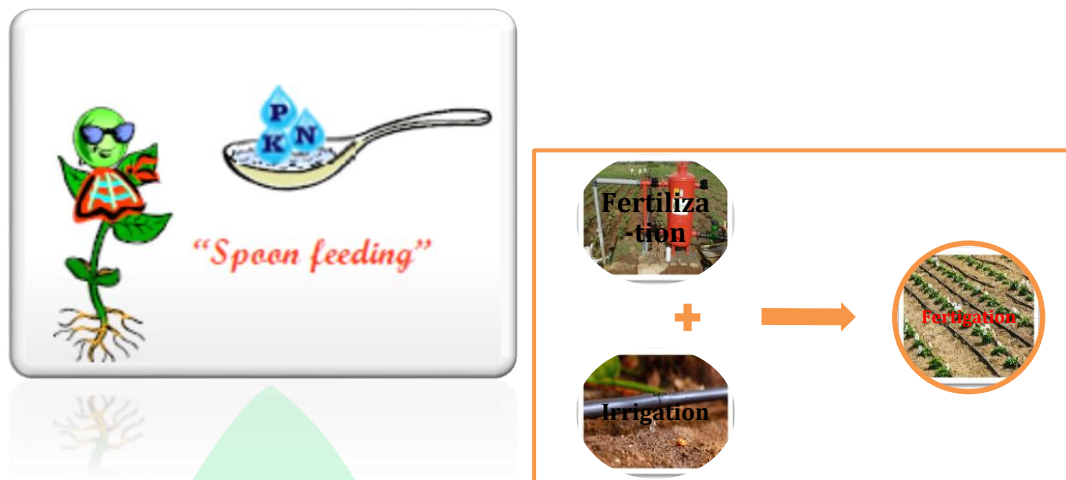 P
K N
“Spoon feeding”
Fertiliza
-tion
Irrigation
Fertigation